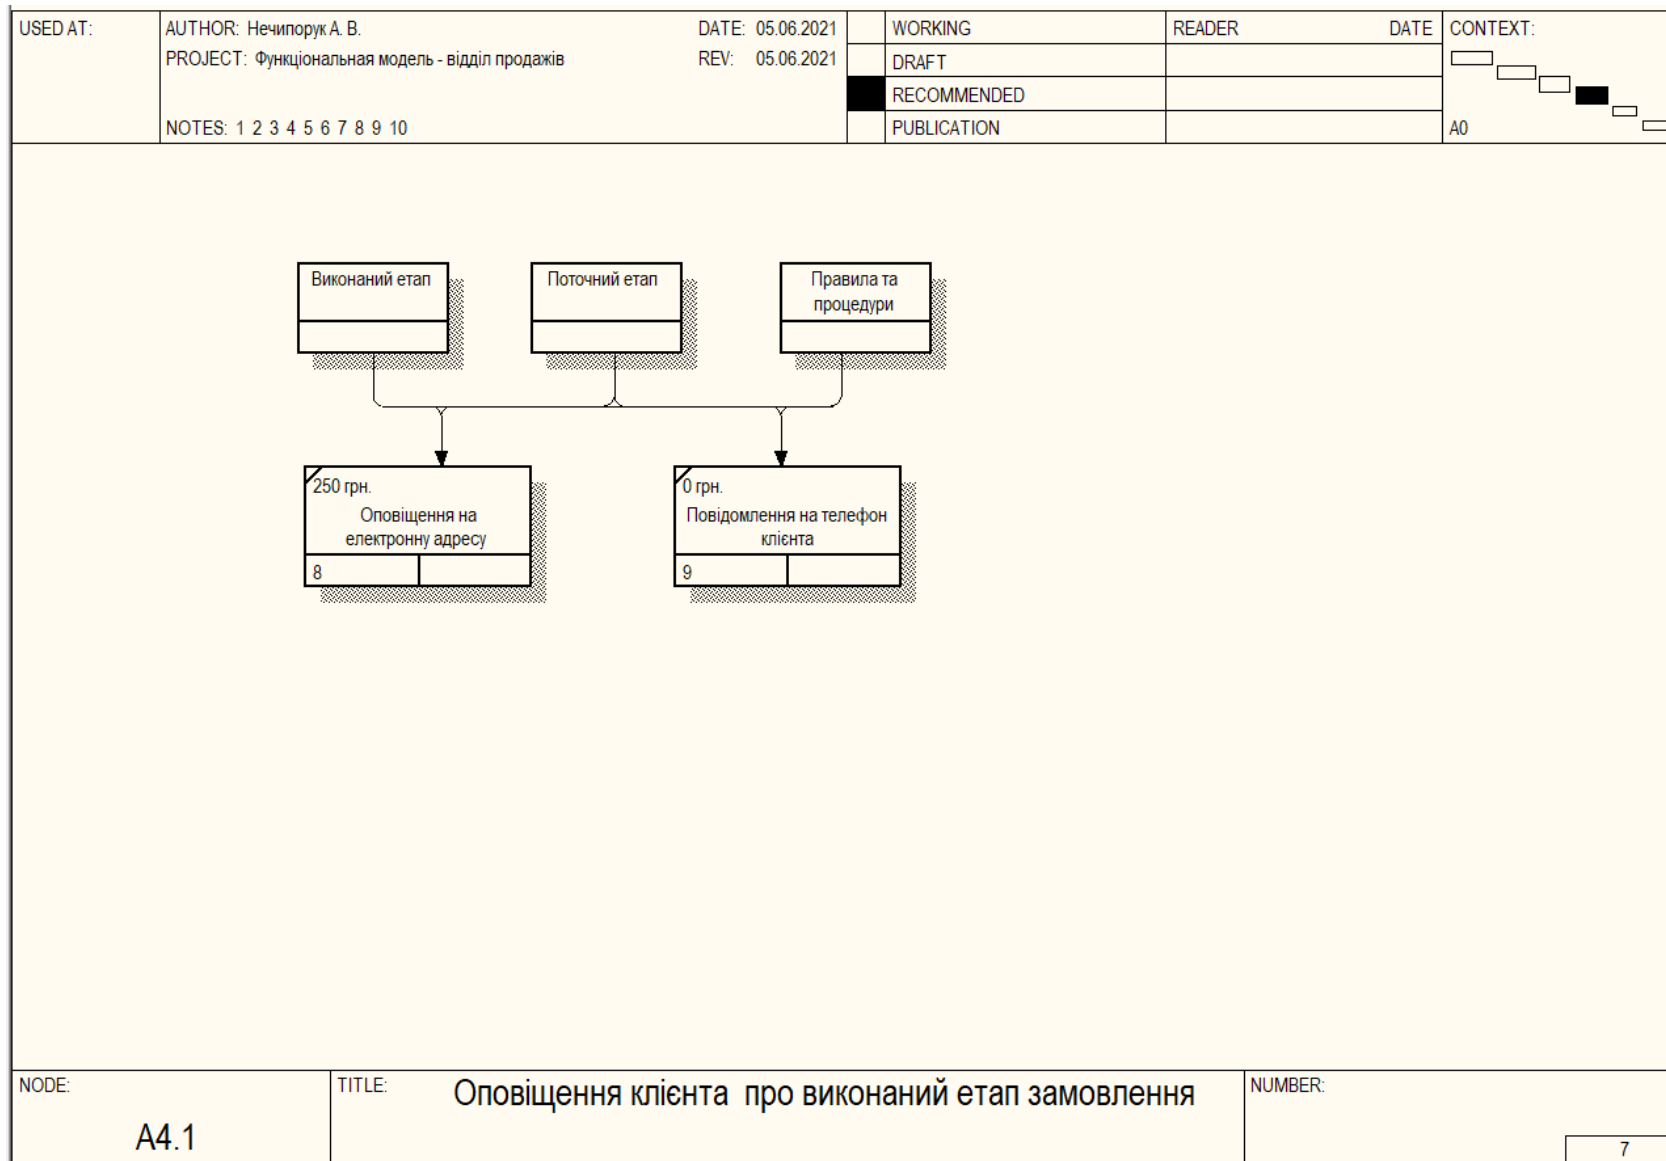 USED AT:
AUTHOR: Нечипорук А. В.
DATE: 05.06.2021
PROJECT: Функціональная модель - відділ продажів
REV: 05.06.2021
NOTES: 1 2 3 4 5 6 7 8 9 10
WORKING
DRAFT
RECOMMENDED
PUBLICATION
READER
DATE
CONTEXT:
A0
Виконаний етап
Поточний етап
Правила та
процедури
250 грн.
Оповіщення на
електронну адресу
8
0 грн.
Повідомлення на телефон
клієнта
9
NODE:
A4.1
TITLE:
Оповіщення клієнта про виконаний етап замовлення
NUMBER:
7